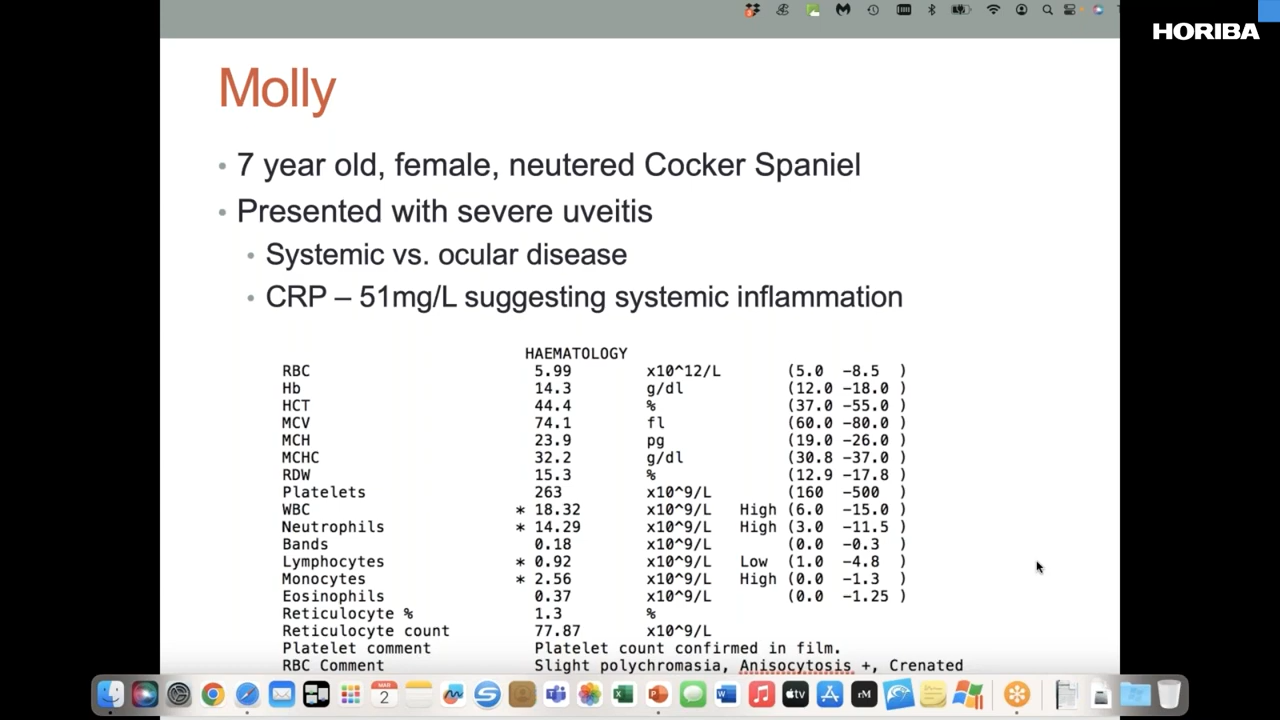 HORIBA
Molly
• 7 year old, female, neutered Cocker Spaniel
• Presented with severe uveitis
• Systemic vs. ocular disease
• CRP – 51mg/L suggesting systemic inflammation
HAEMATOLOGY
RBC 5.99 x10^12/L (5.0 -8.5 )
Hb 14.3 g/dl (12.0 -18.0 )
HCT 44.4 % (37.0 -55.0 )
MCV 74.1 fl (60.0 -80.0 )
MCH 23.9 pg (19.0 -26.0 )
MCHC 32.2 g/dl (30.8 -37.0 )
RDW 15.3 % (12.9 -17.8 )
Platelets 263 x10^9/L (160 -500 )
WBC * 18.32 x10^9/L High (6.0 -15.0 )
Neutrophils * 14.29 x10^9/L High (3.0 -11.5 )
Bands 0.18 x10^9/L (0.0 -0.3 )
Lymphocytes * 0.92 x10^9/L Low (1.0 -4.8 )
Monocytes * 2.56 x10^9/L High (0.0 -1.3 )
Eosinophils 0.37 x10^9/L (0.0 -1.25 )
Reticulocyte % 1.3 %
Reticulocyte count 77.87 x10^9/L
Platelet comment Platelet count confirmed in film.
RBC Comment Slight polychromasia, Anisocytosis +, Crenated
MAR
2
tv
rM